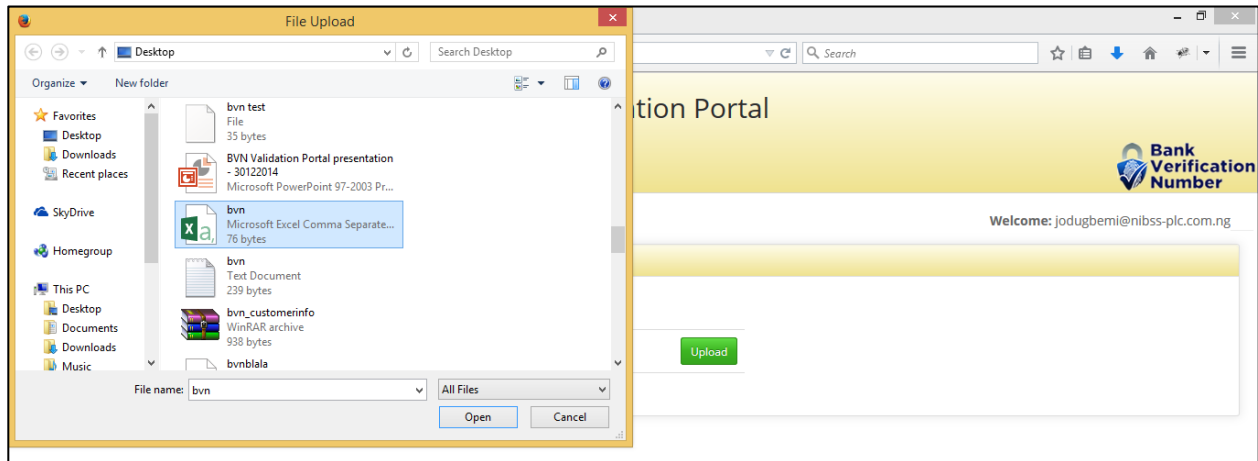 File Upload
Desktop
Search Desktop
Search
Organize
New folder
Favorites
Desktop
Downloads
Recent places
SkyDrive
Homegroup
This PC
Desktop
Documents
Downloads
Music
bvn test
File
35 bytes
BVN Validation Portal presentation
- 30122014
Microsoft PowerPoint 97-2003 Pr...
bvn
Microsoft Excel Comma Separate...
76 bytes
bvn
Text Document
239 bytes
bvn_customerinfo
WinRAR archive
938 bytes
bvnblala
File name: bvn
All Files
Open
Cancel
tion Portal
Bank
Verification
Number
Welcome: jodugbemi@nibss-plc.com.ng
Upload